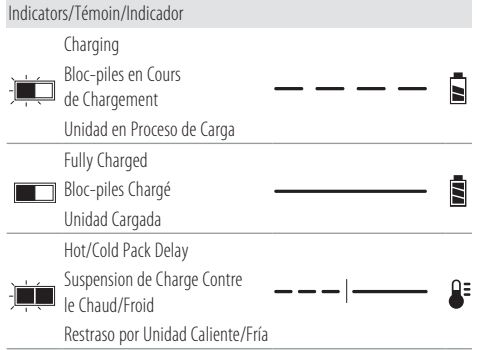 Indicators/Témoin/Indicador
Charging
Bloc-piles en Cours
de Chargement
Unidad en Proceso de Carga
Fully Charged
Bloc-piles Chargé
Unidad Cargada
Hot/Cold Pack Delay
Suspension de Charge Contre
le Chaud/Froid
Restraso por Unidad Caliente/Fría